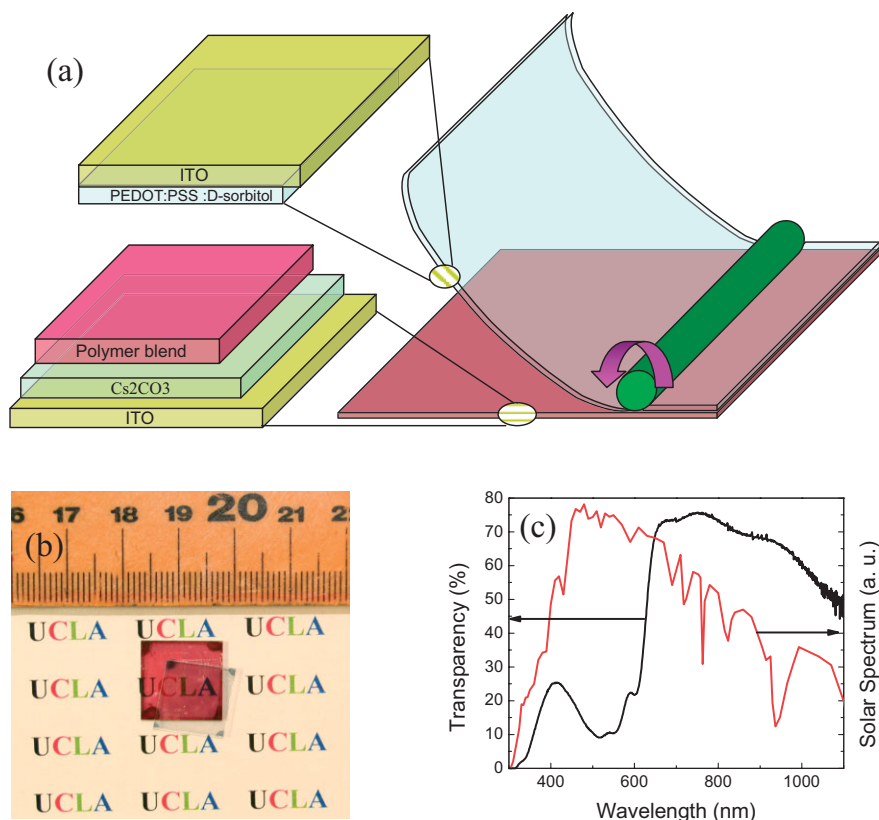 (a)
ITO
PEDOT:PSS :D-sorbitol
Polymer blend
Cs2CO3
ITO
(b)
6 17 18 19 20 21
UCLA UCLA UCLA
UCLA UCLA UCLA
UCLA UCLA UCLA
UCLA UCLA UCLA
(c)
Transparency (%)
80
70
60
50
40
30
20
10
0
400 600 800 1000
Wavelength (nm)
Solar Spectrum (a. u.)